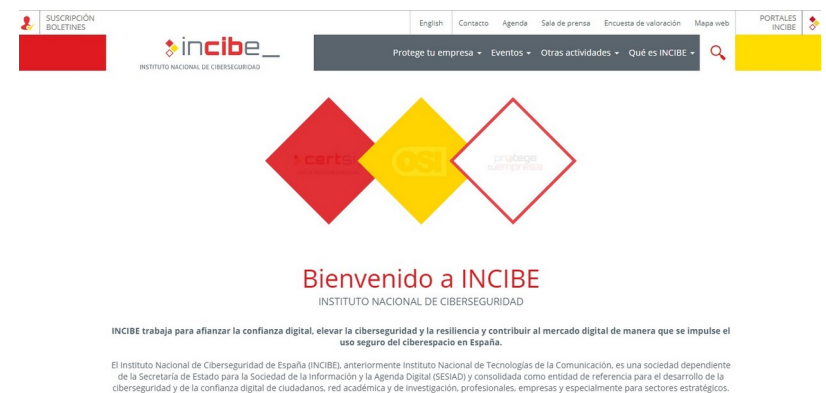 SUSCRIPCIÓN
BOLETINES
English Contacto Agenda Sala de prensa Encuesta de valoración Mapa web
PORTALES
INCIBE
incibe_
INSTITUTO NACIONAL DE CIBERSEGURIDAD
Protege tu empresa Eventos Otras actividades Qué es INCIBE
certsi
OSI
protege
tu empresa
Bienvenido a INCIBE
INSTITUTO NACIONAL DE CIBERSEGURIDAD
INCIBE trabaja para afianzar la confianza digital, elevar la ciberseguridad y la resiliencia y contribuir al mercado digital de manera que se impulse el
uso seguro del ciberespacio en España.
El Instituto Nacional de Ciberseguridad de España (INCIBE), anteriormente Instituto Nacional de Tecnologías de la Comunicación, es una sociedad dependiente
de la Secretaría de Estado para la Sociedad de la Información y la Agenda Digital (SESIAD) y consolidada como entidad de referencia para el desarrollo de la
ciberseguridad y de la confianza digital de ciudadanos, red académica y de investigación, profesionales, empresas y especialmente para sectores estratégicos.